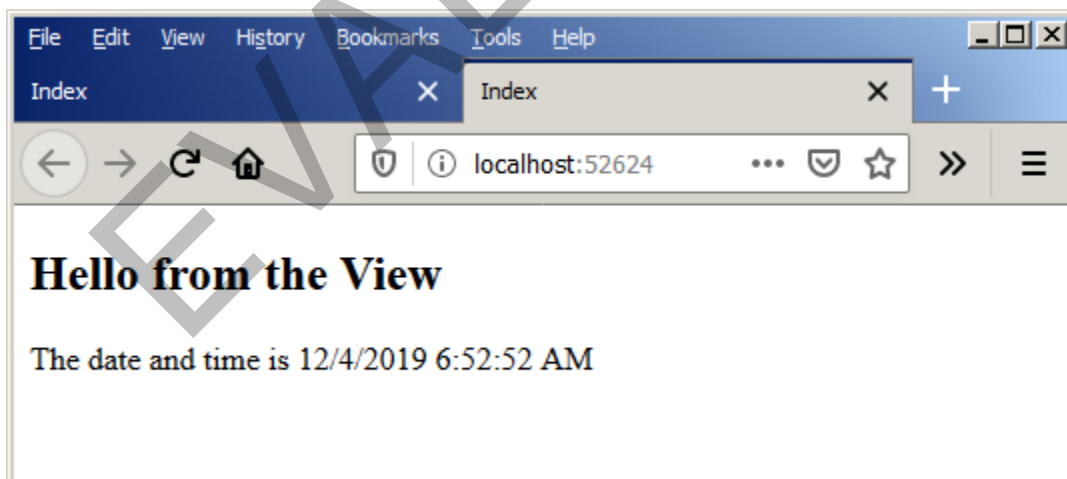 File Edit View History Bookmarks Tools Help
Index Index
localhost:52624
Hello from the View
The date and time is 12/4/2019 6:52:52 AM